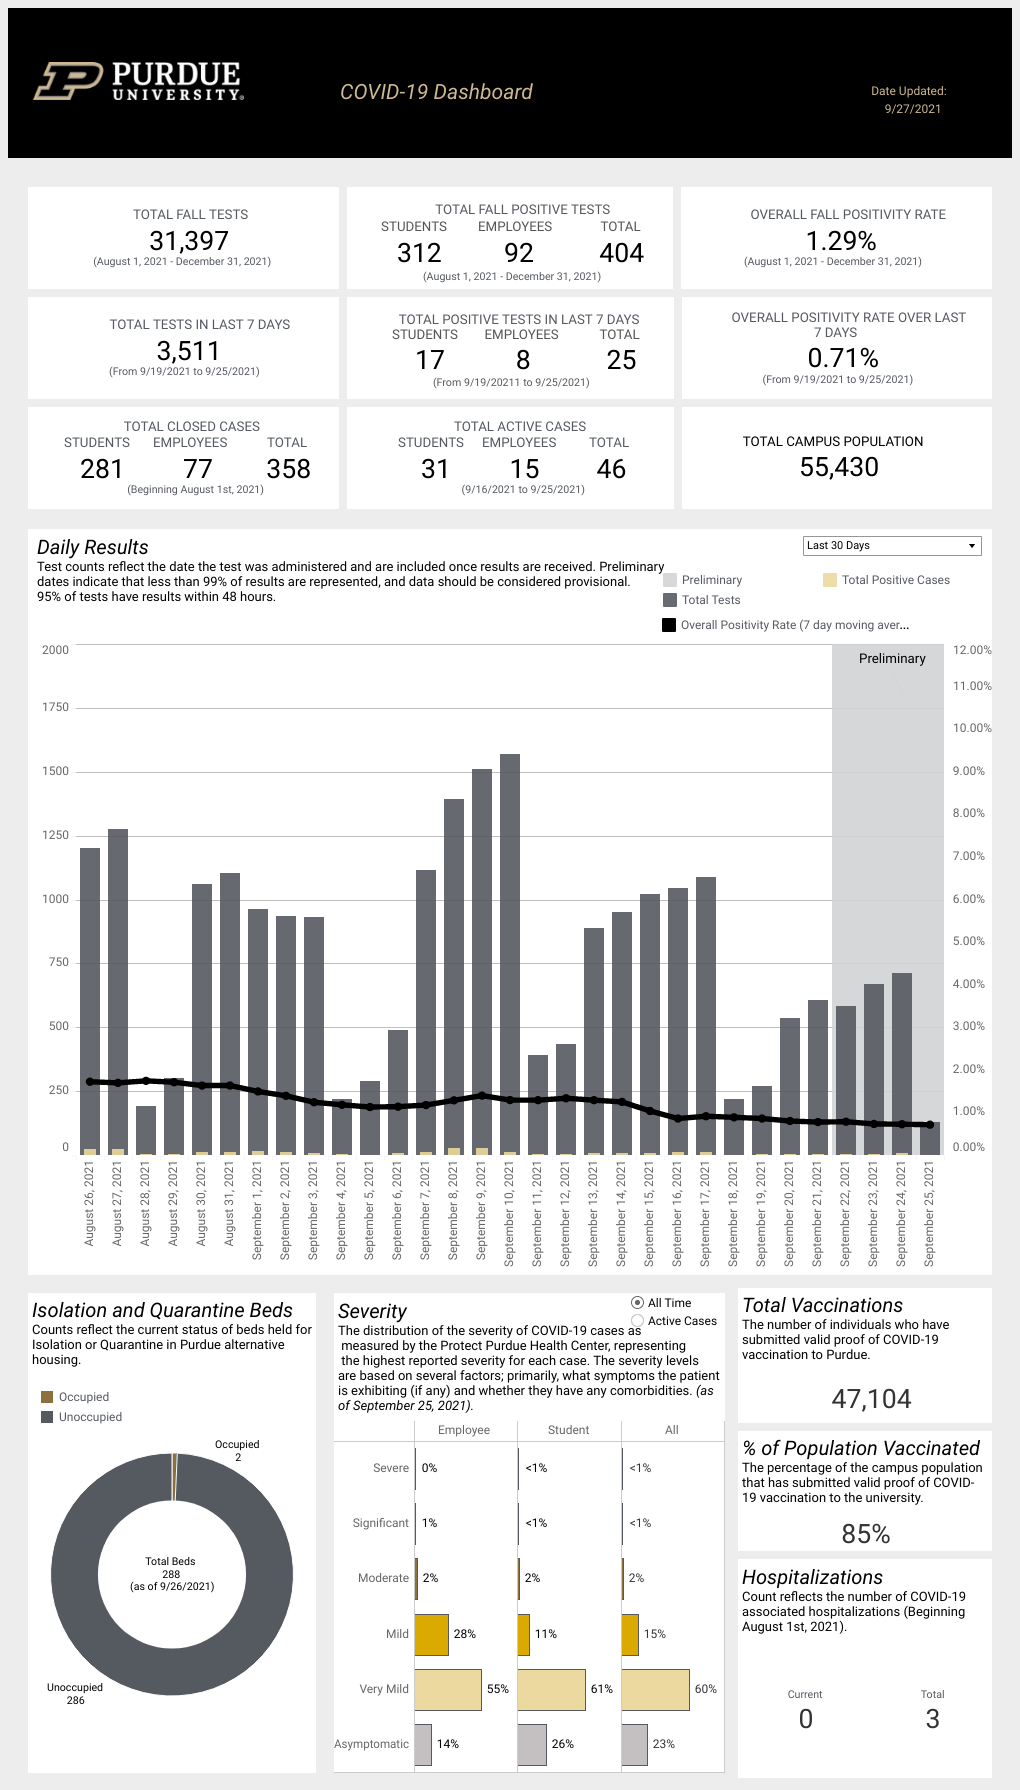 PURDUE
UNIVERSITY®
COVID-19 Dashboard
Date Updated:
9/27/2021
TOTAL FALL TESTS
31,397
(August 1, 2021 - December 31, 2021)
TOTAL FALL POSITIVE TESTS
STUDENTS EMPLOYEES TOTAL
312 92 404
(August 1, 2021 - December 31, 2021)
OVERALL FALL POSITIVITY RATE
1.29%
(August 1, 2021 - December 31, 2021)
TOTAL TESTS IN LAST 7 DAYS
3,511
(From 9/19/2021 to 9/25/2021)
TOTAL POSITIVE TESTS IN LAST 7 DAYS
STUDENTS EMPLOYEES TOTAL
17 8 25
(From 9/19/20211 to 9/25/2021)
OVERALL POSITIVITY RATE OVER LAST
7 DAYS
0.71%
(From 9/19/2021 to 9/25/2021)
TOTAL CLOSED CASES
STUDENTS EMPLOYEES TOTAL
281 77 358
(Beginning August 1st, 2021)
TOTAL ACTIVE CASES
STUDENTS EMPLOYEES TOTAL
31 15 46
(9/16/2021 to 9/25/2021)
TOTAL CAMPUS POPULATION
55,430
Daily Results
Last 30 Days
Test counts reflect the date the test was administered and are included once results are received. Preliminary
dates indicate that less than 99% of results are represented, and data should be considered provisional.
95% of tests have results within 48 hours.
Preliminary
Total Positive Cases
Total Tests
Overall Positivity Rate (7 day moving aver...
Preliminary
2000
1750
1500
1250
1000
750
500
250
0
12.00%
11.00%
10.00%
9.00%
8.00%
7.00%
6.00%
5.00%
4.00%
3.00%
2.00%
1.00%
0.00%
August 26, 2021
August 27, 2021
August 28, 2021
August 29, 2021
August 30, 2021
August 31, 2021
September 1, 2021
September 2, 2021
September 3, 2021
September 4, 2021
September 5, 2021
September 6, 2021
September 7, 2021
September 8, 2021
September 9, 2021
September 10, 2021
September 11, 2021
September 12, 2021
September 13, 2021
September 14, 2021
September 15, 2021
September 16, 2021
September 17, 2021
September 18, 2021
September 19, 2021
September 20, 2021
September 21, 2021
September 22, 2021
September 23, 2021
September 24, 2021
September 25, 2021
Isolation and Quarantine Beds
Counts reflect the current status of beds held for
Isolation or Quarantine in Purdue alternative
housing.
Occupied
Unoccupied
Occupied
2
Total Beds
288
(as of 9/26/2021)
Unoccupied
286
Severity
All Time
Active Cases
The distribution of the severity of COVID-19 cases as
measured by the Protect Purdue Health Center, representing
the highest reported severity for each case. The severity levels
are based on several factors; primarily, what symptoms the patient
is exhibiting (if any) and whether they have any comorbidities. (as
of September 25, 2021).
Employee Student All
Severe 0% <1% <1%
Significant 1% <1% <1%
Moderate 2% 2% 2%
Mild 28% 11% 15%
Very Mild 55% 61% 60%
Asymptomatic 14% 26% 23%
Total Vaccinations
The number of individuals who have
submitted valid proof of COVID-19
vaccination to Purdue.
47,104
% of Population Vaccinated
The percentage of the campus population
that has submitted valid proof of COVID-
19 vaccination to the university.
85%
Hospitalizations
Count reflects the number of COVID-19
associated hospitalizations (Beginning
August 1st, 2021).
Current Total
0 3